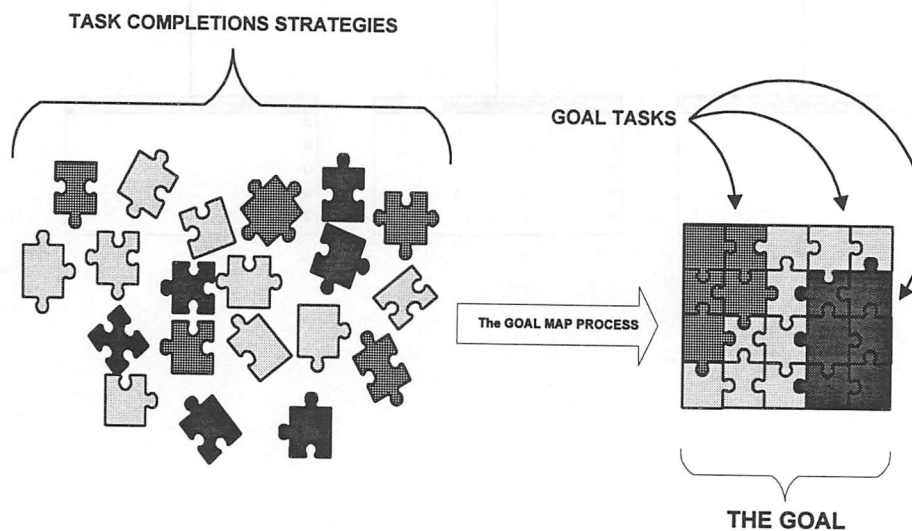 TASK COMPLETIONS STRATEGIES
GOAL TASKS
The GOAL MAP PROCESS
THE GOAL